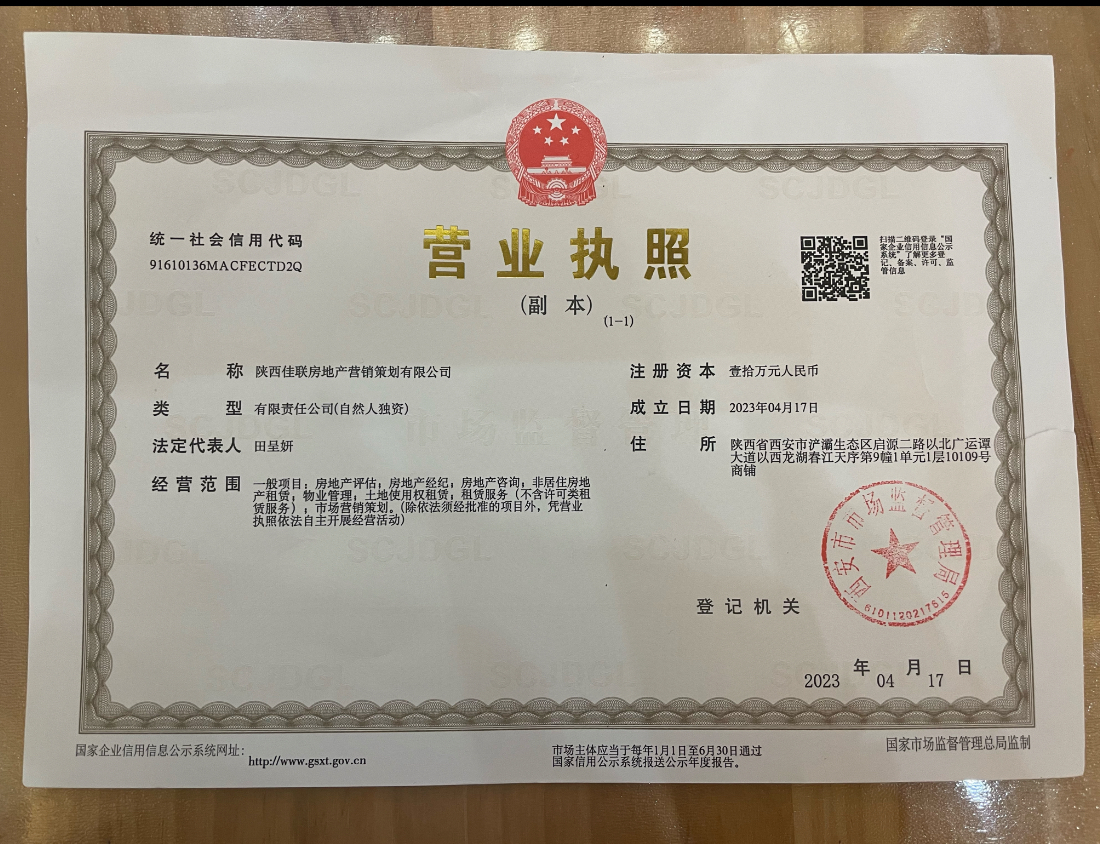 统一社会信用代码
91610136MACFECTD2Q
营业执照
(副 本)
(1-1)
扫描二维码登录“国
家企业信用信息公示
系统”了解更多登
记、备案、许可、监
管信息
名 称 陕西佳联房地产营销策划有限公司
类 型 有限责任公司(自然人独资)
法定代表人 田呈妍
经营范围 一般项目：房地产评估；房地产经纪；房地产咨询；非居住房地
产租赁；物业管理；土地使用权租赁；租赁服务（不含许可类租
赁服务）；市场营销策划。(除依法须经批准的项目外，凭营业
执照依法自主开展经营活动)
注册资本 壹拾万元人民币
成立日期 2023年04月17日
住 所 陕西省西安市浐灞生态区启源二路以北广运潭
大道以西龙湖春江天序第9幢1单元1层10109号
商铺
西安市市场监督管理局
6101120217615
登记机关
2023 年 04 月 17 日
国家企业信用信息公示系统网址：http://www.gsxt.gov.cn
市场主体应当于每年1月1日至6月30日通过
国家信用公示系统报送公示年度报告。
国家市场监督管理总局监制
SCJDGL
市场监督管理